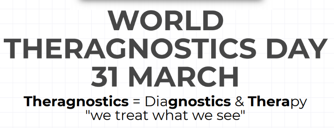 WORLD
THERAGNOSTICS DAY
31 MARCH
Theragnostics = Diagnostics & Therapy
"we treat what we see"